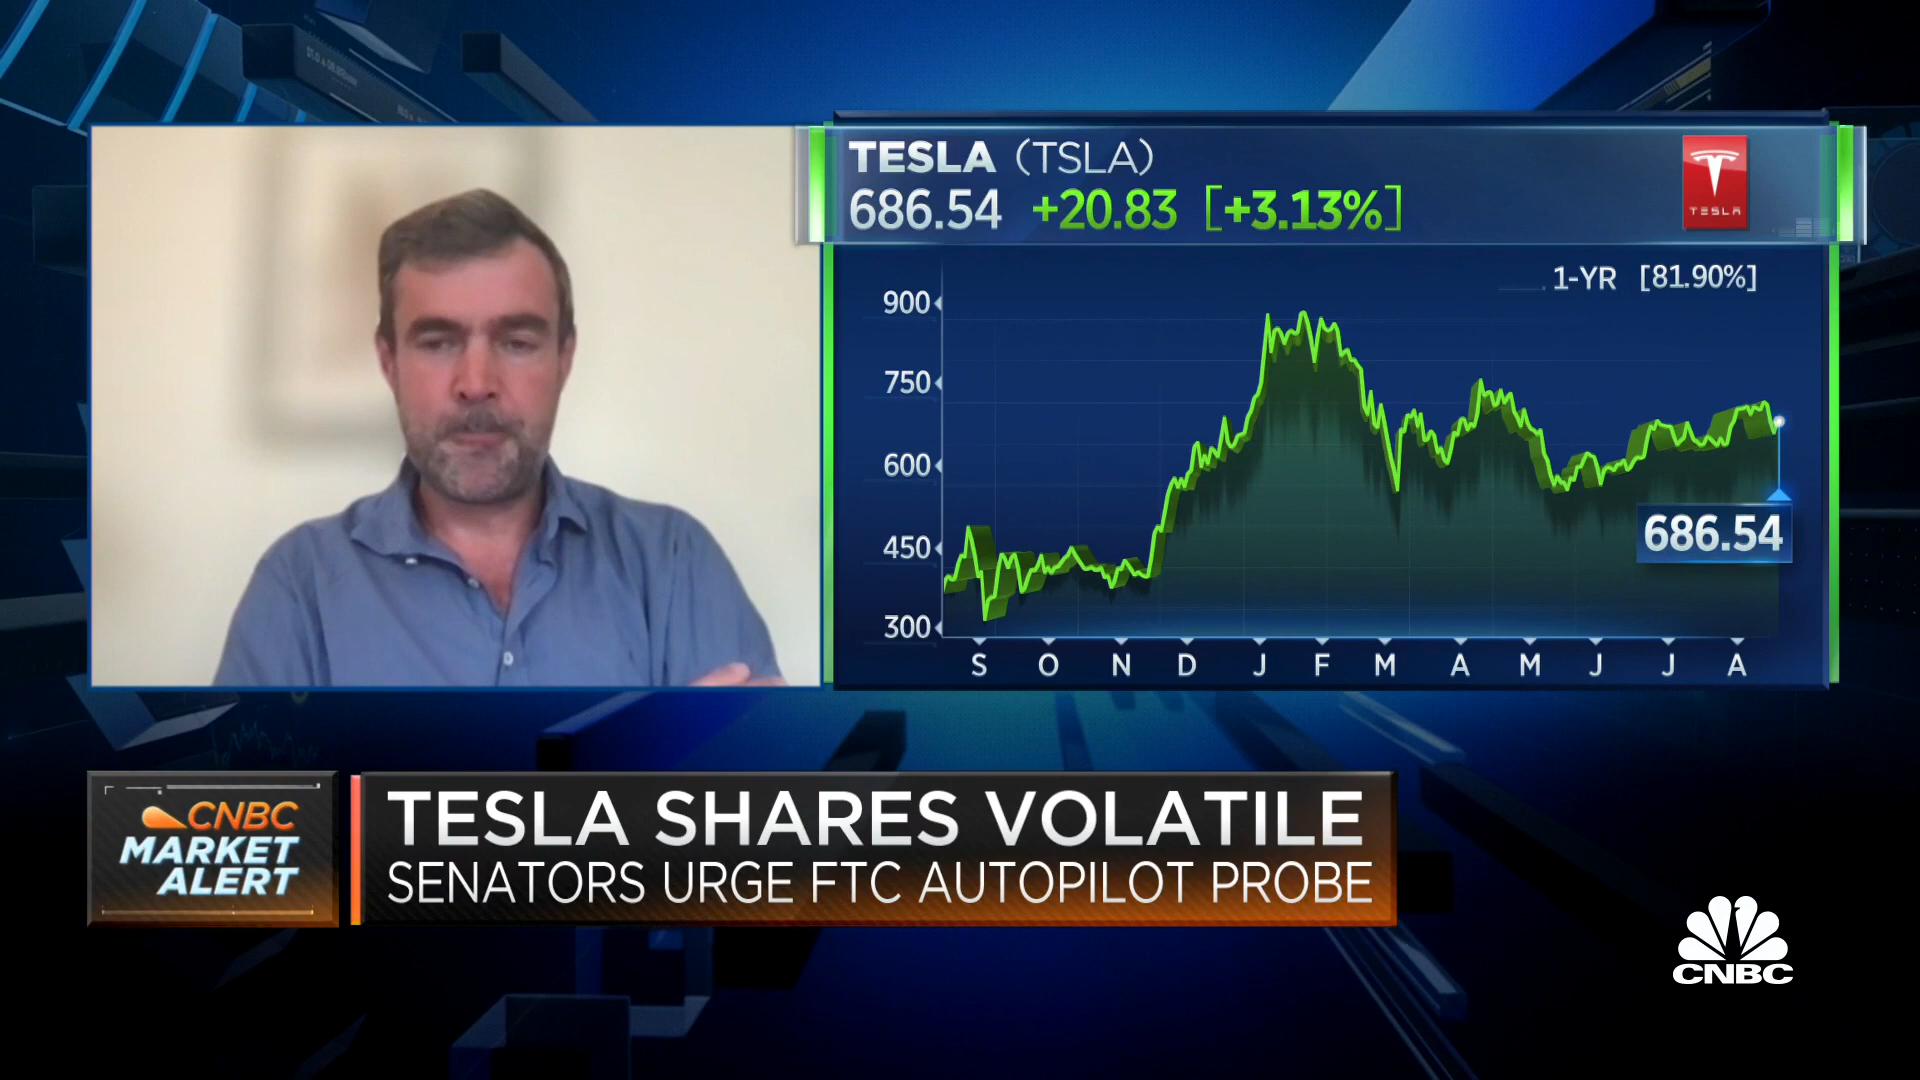 TESLA (TSLA)
686.54 +20.83 [+3.13%]
TESLA
1-YR [81.90%]
900
750
600
450
300
686.54
S O N D J F M A M J J A
CNBC
MARKET
ALERT
TESLA SHARES VOLATILE
SENATORS URGE FTC AUTOPILOT PROBE
CNBC